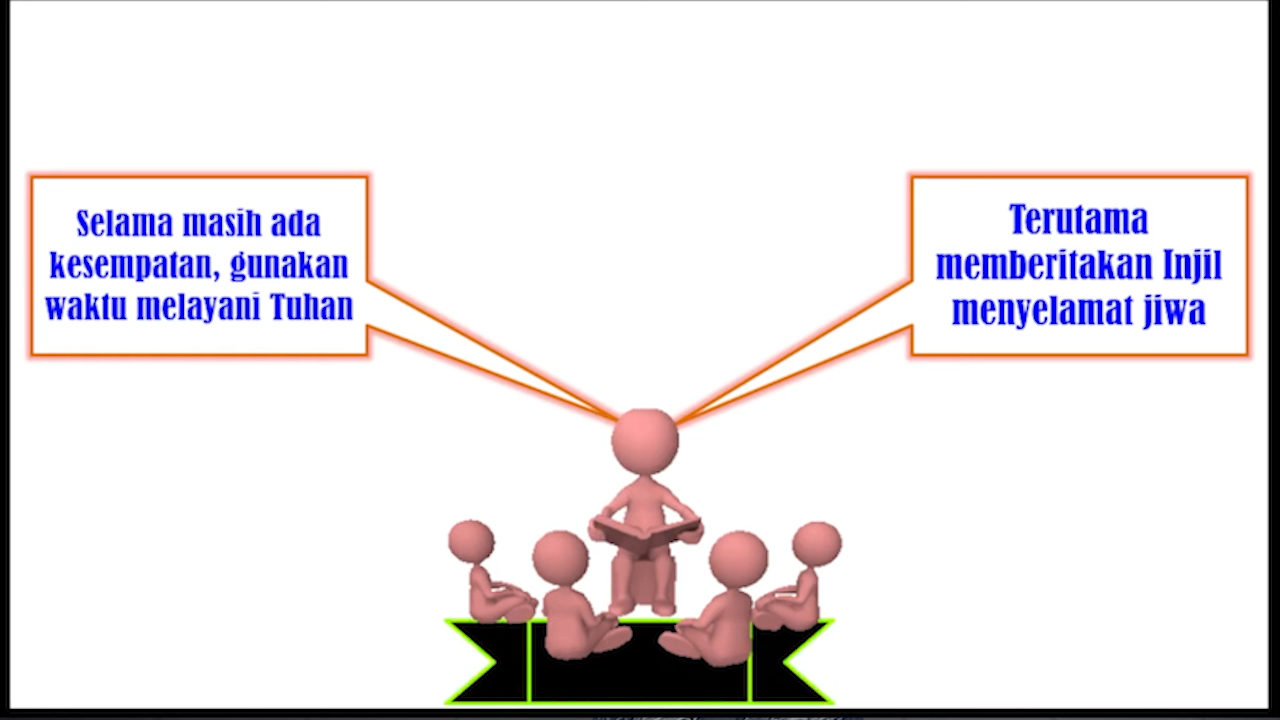 Selama masih ada
kesempatan, gunakan
waktu melayani Tuhan
Terutama
memberitakan Injil
menyelamat jiwa